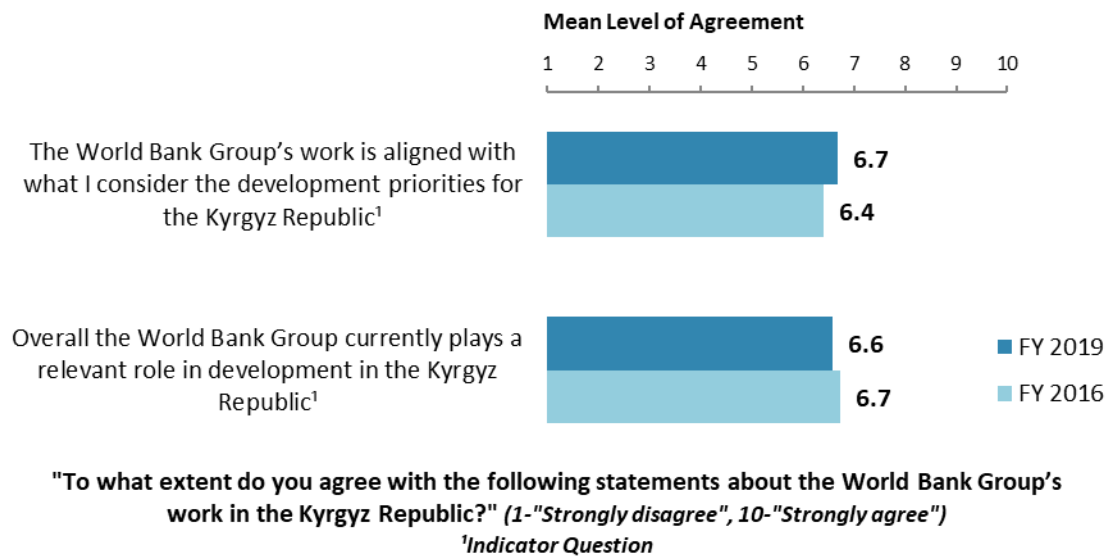 Mean Level of Agreement
1 2 3 4 5 6 7 8 9 10
The World Bank Group’s work is aligned with
what I consider the development priorities for
the Kyrgyz Republic¹
6.7
6.4
Overall the World Bank Group currently plays a
relevant role in development in the Kyrgyz
Republic¹
6.6
6.7
FY 2019
FY 2016
"To what extent do you agree with the following statements about the World Bank Group’s
work in the Kyrgyz Republic?" (1-"Strongly disagree", 10-"Strongly agree")
¹Indicator Question